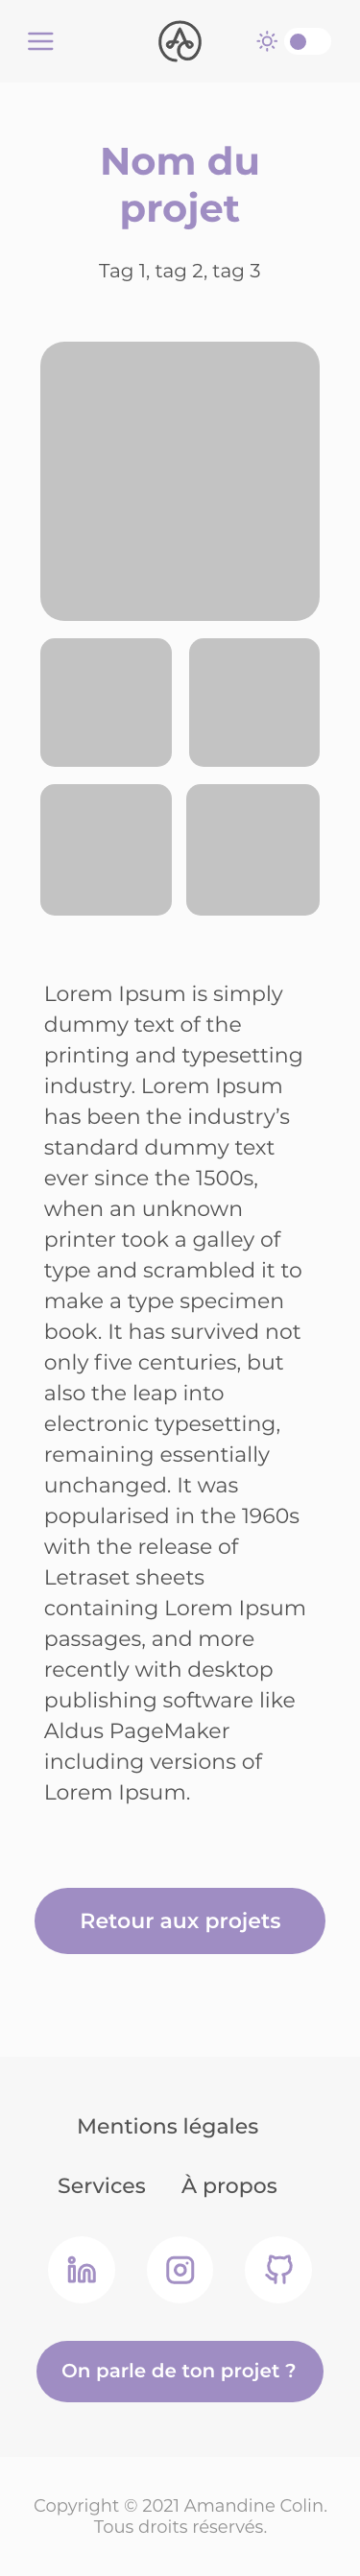 Nom du
projet
Tag 1, tag 2, tag 3
Lorem Ipsum is simply
dummy text of the
printing and typesetting
industry. Lorem Ipsum
has been the industry’s
standard dummy text
ever since the 1500s,
when an unknown
printer took a galley of
type and scrambled it to
make a type specimen
book. It has survived not
only five centuries, but
also the leap into
electronic typesetting,
remaining essentially
unchanged. It was
popularised in the 1960s
with the release of
Letraset sheets
containing Lorem Ipsum
passages, and more
recently with desktop
publishing software like
Aldus PageMaker
including versions of
Lorem Ipsum.
Retour aux projets
Mentions légales
Services À propos
On parle de ton projet ?
Copyright © 2021 Amandine Colin.
Tous droits réservés.